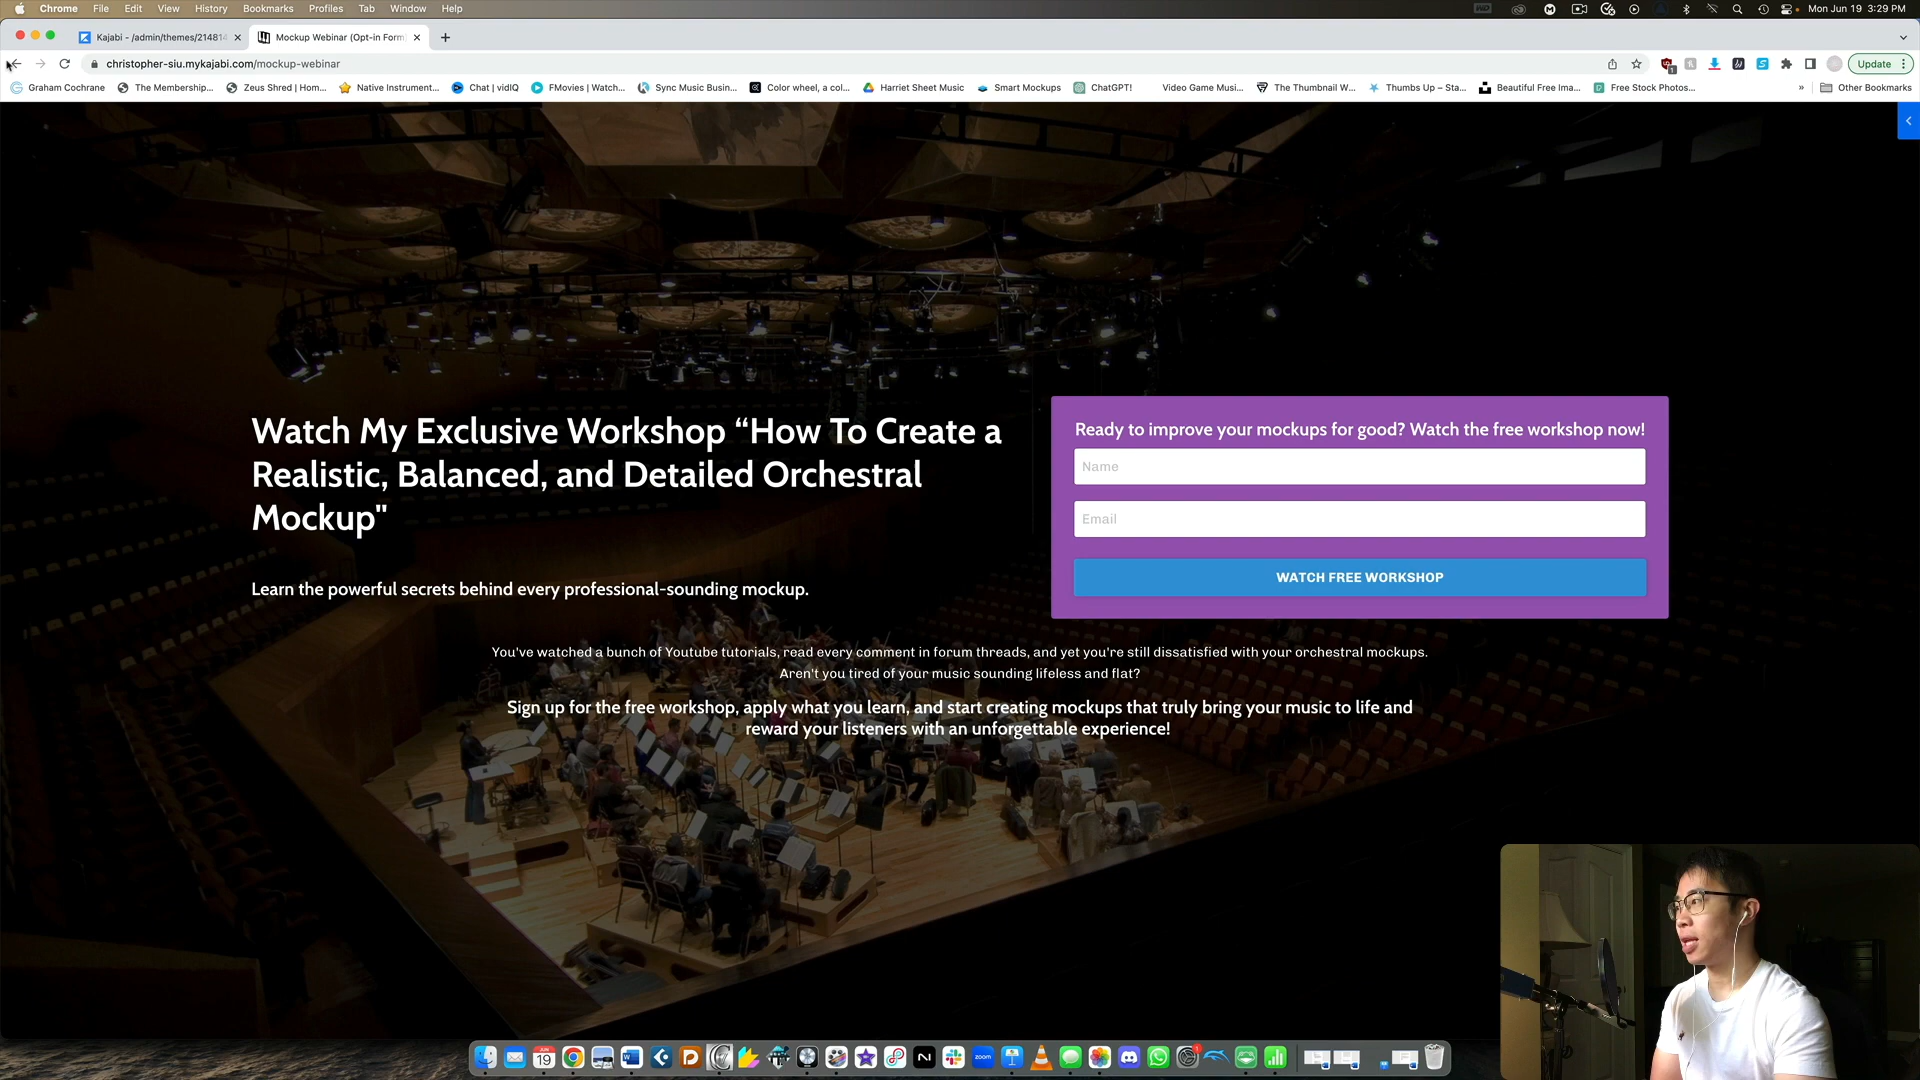 Chrome File Edit View History Bookmarks Profiles Tab Window Help
Mon Jun 19 3:29 PM
Kajabi - /admin/themes/21481
Mockup Webinar (Opt-in Form
christopher-siu.mykajabi.com/mockup-webinar
Update
Graham Cochrane
The Membership...
Zeus Shred | Hom...
Native Instrument...
Chat | vidIQ
FMovies | Watch...
Sync Music Busin...
Color wheel, a col...
Harriet Sheet Music
Smart Mockups
ChatGPT!
Video Game Musi...
The Thumbnail W...
Thumbs Up – Sta...
Beautiful Free Ima...
Free Stock Photos...
»
Other Bookmarks
Watch My Exclusive Workshop “How To Create a
Realistic, Balanced, and Detailed Orchestral
Mockup"
Learn the powerful secrets behind every professional-sounding mockup.
Ready to improve your mockups for good? Watch the free workshop now!
Name
Email
WATCH FREE WORKSHOP
You've watched a bunch of Youtube tutorials, read every comment in forum threads, and yet you're still dissatisfied with your orchestral mockups.
Aren't you tired of your music sounding lifeless and flat?
Sign up for the free workshop, apply what you learn, and start creating mockups that truly bring your music to life and
reward your listeners with an unforgettable experience!
19
zoom